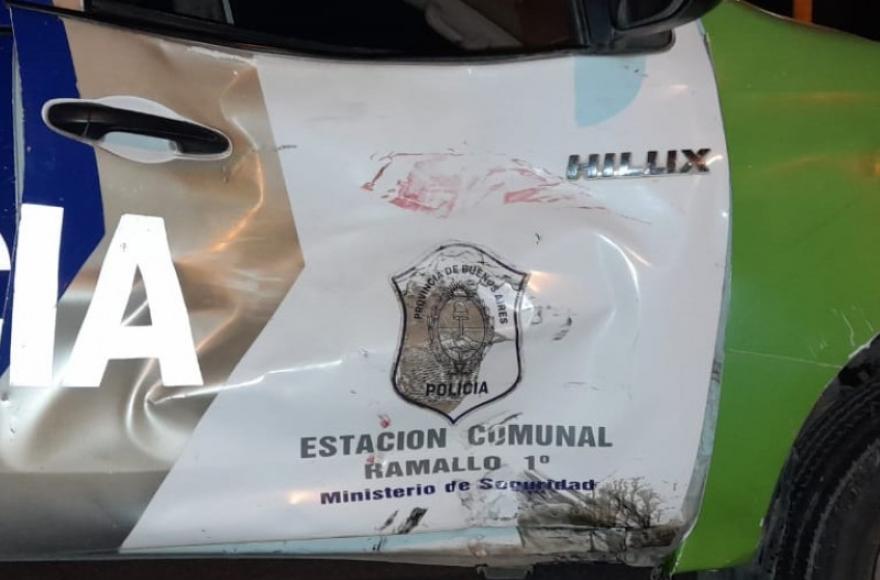 CIA
HILUX
PROVINCIA DE BUENOS AIRES
POLICIA
ESTACION COMUNAL
RAMALLO 1º
Ministerio de Seguridad